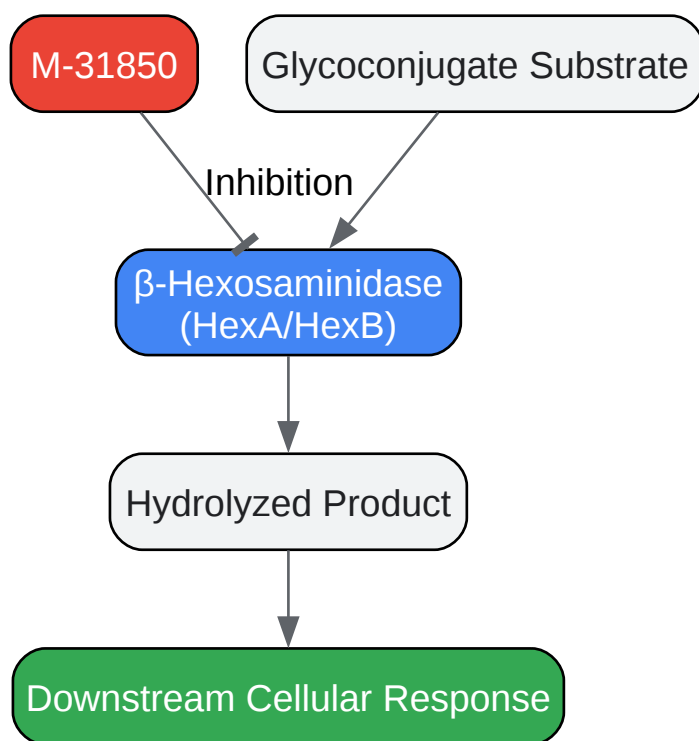 M-31850
Glycoconjugate Substrate
Inhibition
β-Hexosaminidase
(HexA/HexB)
Hydrolyzed Product
Downstream Cellular Response